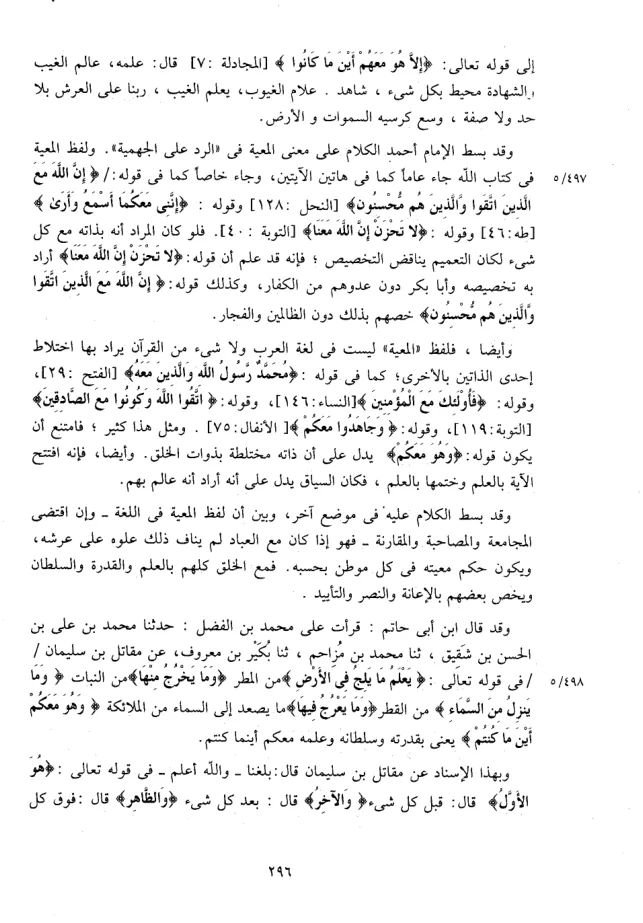 إلى قوله تعالى: ﴿إِلاَّ هُوَ مَعَهُمْ أَيْنَ مَا كَانُوا ﴾ [المجادلة :٧] قال: علمه، عالم الغيب
والشهادة محيط بكل شىء ، شاهد . علام الغيوب، يعلم الغيب ، ربنا على العرش بلا
حد ولا صفة ، وسع كرسيه السموات و الأرض.
وقد بسط الإمام أحمد الكلام على معنى المعية فى «الرد على الجهمية». ولفظ المعية
٥/٤٩٧ فى كتاب الله جاء عاماً كما فى هاتين الآيتين، وجاء خاصاً كما فى قوله:/ ﴿ إِنَّ اللَّهَ مَعَ
الَّذينَ اتَّقَوا وَّالَّذِينَ هُم مُّحْسِنُون﴾ [النحل :١٢٨] وقوله : ﴿إِنَّنِي مَعَكُمَا أَسْمَعُ وَأَرَىٰ ﴾
[طه:٤٦] وقوله : ﴿لا تَحْزَنْ إِنَّ اللَّهَ مَعَنَا﴾ [التوبة :٤٠]. فلو كان المراد أنه بذاته مع كل
شىء لكان التعميم يناقض التخصيص ؛ فإنه قد علم أن قوله: ﴿لا تَحْزَنْ إِنَّ اللَّهَ مَعَنَا﴾ أراد
به تخصيصه وأبا بكر دون عدوهم من الكفار، وكذلك قوله: ﴿ إِنَّ اللَّهَ مَعَ الَّذِينَ اتَّقَوا
وَّالَّذِينَ هُم مُّحْسِنُون﴾ خصهم بذلك دون الظالمين والفجار.
وأيضا ، فلفظ «المعية» ليست فى لغة العرب ولا شىء من القرآن يراد بها اختلاط
إحدى الذاتين بالأخرى؛ كما فى قوله : ﴿مُحَمَّدٌ رَّسُولُ اللَّهِ وَالَّذِينَ مَعَهُ﴾ [الفتح :٢٩]،
وقوله: ﴿فَأُوْلَئِكَ مَعَ الْمُؤْمِنِينَ ﴾ [النساء:١٤٦]، وقوله: ﴿ اتَّقُوا اللَّهَ وَكُونُوا مَعَ الصَّادِقِينَ﴾
[التوبة:١١٩]، وقوله: ﴿ وَجَاهَدُوا مَعَكُمْ ﴾[ الأنفال:٧٥] . ومثل هذا كثير ؛ فامتنع أن
يكون قوله: ﴿وَهُوَ مَعَكُمْ﴾ يدل على أن ذاته مختلطة بذوات الخلق. وأيضا، فإنه افتتح
الآية بالعلم وختمها بالعلم ، فكان السياق يدل على أنه أراد أنه عالم بهم.
وقد بسط الكلام عليه فى موضع آخر، وبين أن لفظ المعية فى اللغة ـ وإن اقتضى
المجامعة والمصاحبة والمقارنة ـ فهو إذا كان مع العباد لم يناف ذلك علوه على عرشه،
ويكون حكم معيته فى كل موطن بحسبه. فمع الخلق كلهم بالعلم والقدرة والسلطان
ويخص بعضهم بالإعانة والنصر والتأييد .
وقد قال ابن أبى حاتم : قرأت على محمد بن الفضل : حدثنا محمد بن على بن
الحسن بن شَقِيق ، ثنا محمد بن مُزاحم ، ثنا بُكَيْر بن معروف، عن مقاتل بن سليمان /
٥/٤٩٨ /فى قوله تعالى : ﴿ يَعْلَمُ مَا يَلِجُ فِى الأَرْضِ ﴾من المطر ﴿وَمَا يَخْرُجُ مِنْهَا﴾من النبات ﴿ وَمَا
يَنزِلُ مِنَ السَّمَاءِ ﴾ من القطر﴿وَمَا يَعْرُجُ فِيهَا﴾ما يصعد إلى السماء من الملائكة ﴿ وَهُوَ مَعَكُمْ
أَيْنَ مَا كُنتُمْ ﴾ يعنى بقدرته وسلطانه وعلمه معكم أينما كنتم.
وبهذا الإسناد عن مقاتل بن سليمان قال: بلغنا ـ والله أعلم ـ فى قوله تعالى : ﴿هُوَ
الأَوَّلُ﴾ قال: قبل كل شىء﴿ وَالآخِرُ﴾ قال : بعد كل شىء ﴿وَالظَّاهِر﴾ قال : فوق كل
٢٩٦